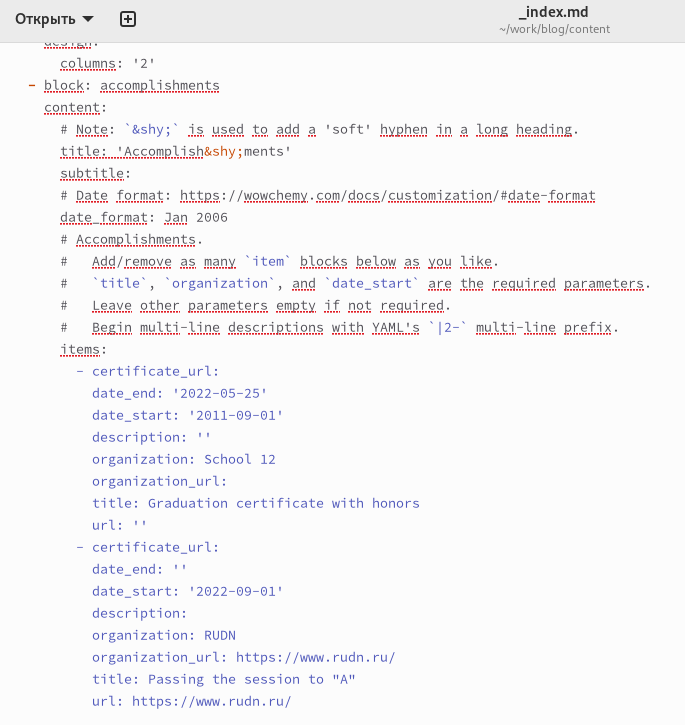 Открыть
_index.md
~/work/blog/content
design:
columns: '2'
- block: accomplishments
content:
# Note: `&shy;` is used to add a 'soft' hyphen in a long heading.
title: 'Accomplish&shy;ments'
subtitle:
# Date format: https://wowchemy.com/docs/customization/#date-format
date_format: Jan 2006
# Accomplishments.
#   Add/remove as many `item` blocks below as you like.
#   `title`, `organization`, and `date_start` are the required parameters.
#   Leave other parameters empty if not required.
#   Begin multi-line descriptions with YAML's `|2-` multi-line prefix.
items:
- certificate_url:
date_end: '2022-05-25'
date_start: '2011-09-01'
description: ''
organization: School 12
organization_url:
title: Graduation certificate with honors
url: ''
- certificate_url:
date_end: ''
date_start: '2022-09-01'
description:
organization: RUDN
organization_url: https://www.rudn.ru/
title: Passing the session to "A"
url: https://www.rudn.ru/